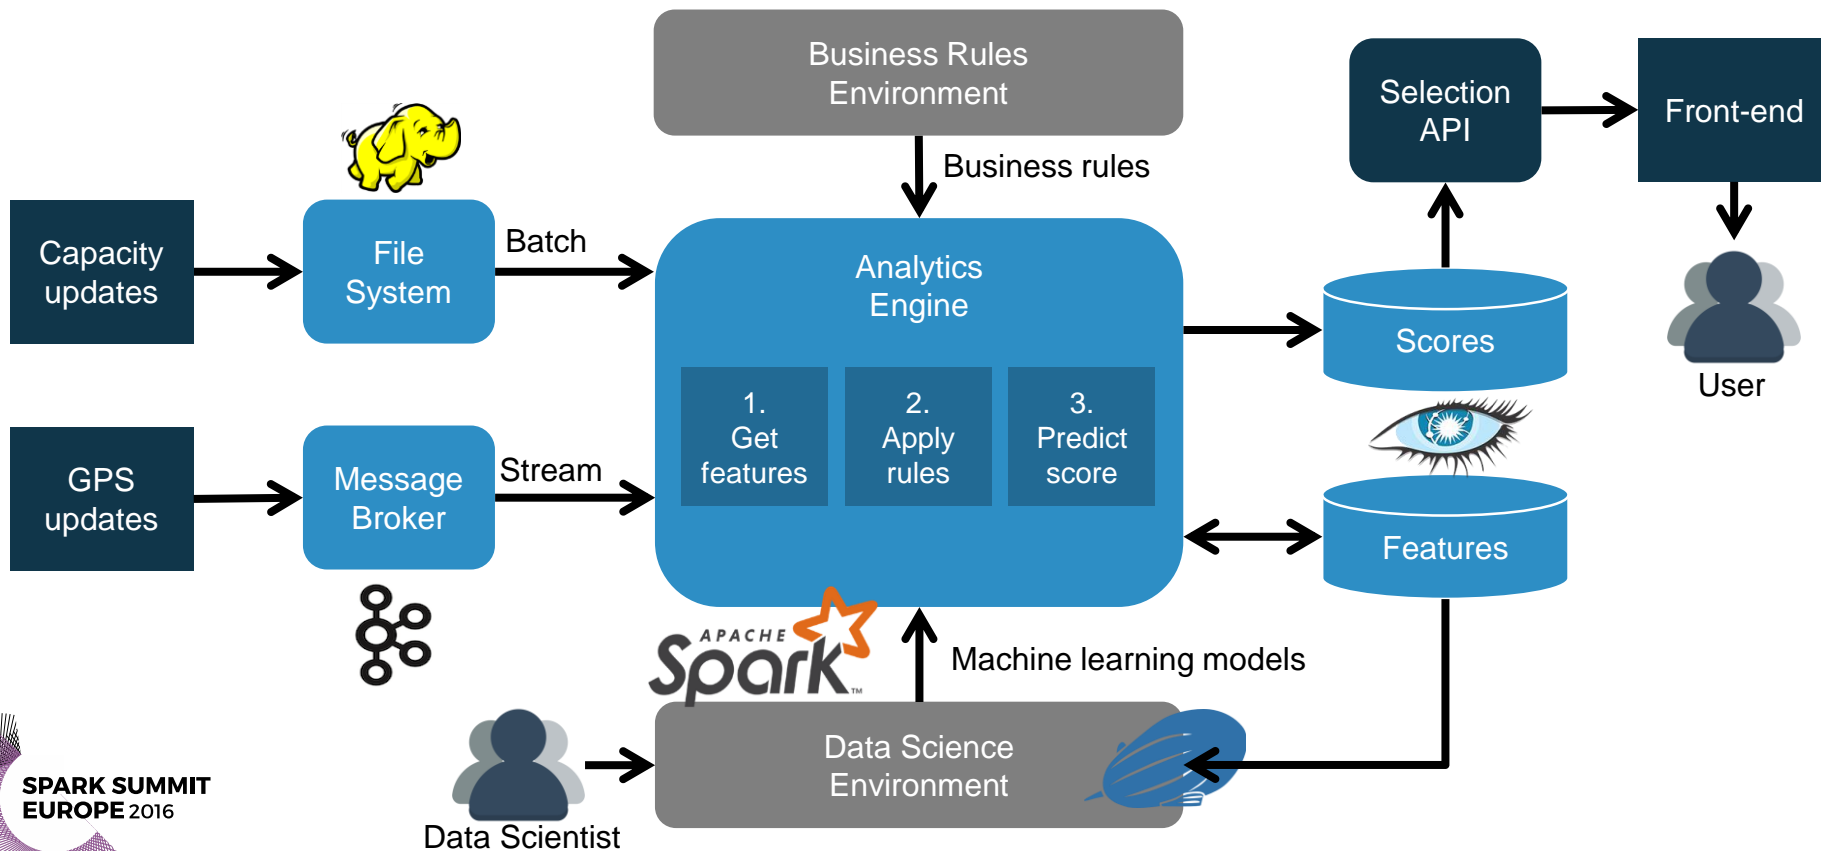 Business Rules
Environment
Business rules
Selection
API
Front-end
Capacity
updates
File
System
Batch
Analytics
Engine
1.
Get
features
2.
Apply
rules
3.
Predict
score
Scores
User
GPS
updates
Message
Broker
Stream
Features
APACHE
Spark™
Machine learning models
Data Science
Environment
Data Scientist
SPARK SUMMIT
EUROPE 2016